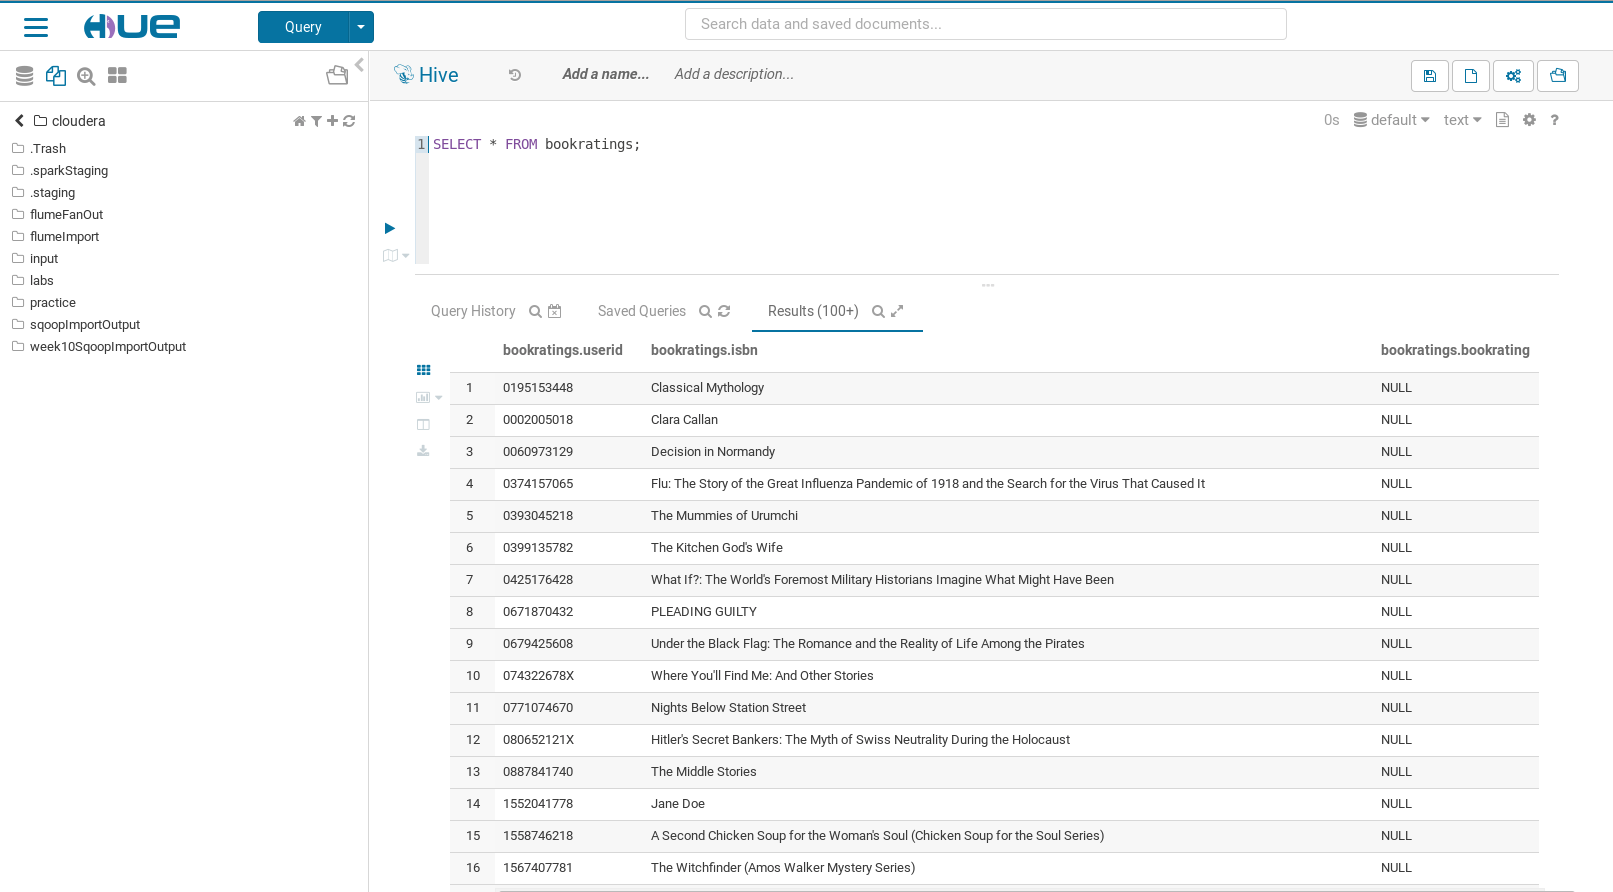 HUE
Query
Search data and saved documents...
Hive
Add a name...
Add a description...
cloudera
0s
default
text
?
.Trash
.sparkStaging
.staging
flumeFanOut
flumeImport
input
labs
practice
sqoopImportOutput
week10SqoopImportOutput
1 SELECT * FROM bookratings;
Query History
Saved Queries
Results (100+)
bookratings.userid bookratings.isbn bookratings.bookrating
1 0195153448 Classical Mythology NULL
2 0002005018 Clara Callan NULL
3 0060973129 Decision in Normandy NULL
4 0374157065 Flu: The Story of the Great Influenza Pandemic of 1918 and the Search for the Virus That Caused It NULL
5 0393045218 The Mummies of Urumchi NULL
6 0399135782 The Kitchen God's Wife NULL
7 0425176428 What If?: The World's Foremost Military Historians Imagine What Might Have Been NULL
8 0671870432 PLEADING GUILTY NULL
9 0679425608 Under the Black Flag: The Romance and the Reality of Life Among the Pirates NULL
10 074322678X Where You'll Find Me: And Other Stories NULL
11 0771074670 Nights Below Station Street NULL
12 080652121X Hitler's Secret Bankers: The Myth of Swiss Neutrality During the Holocaust NULL
13 0887841740 The Middle Stories NULL
14 1552041778 Jane Doe NULL
15 1558746218 A Second Chicken Soup for the Woman's Soul (Chicken Soup for the Soul Series) NULL
16 1567407781 The Witchfinder (Amos Walker Mystery Series) NULL